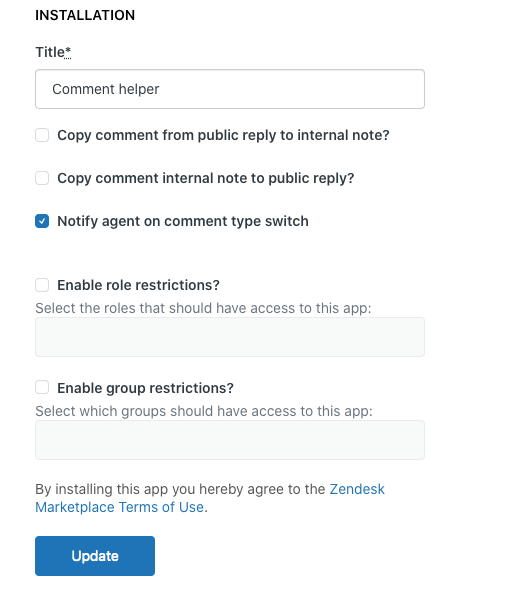 INSTALLATION
Title*
Comment helper
Copy comment from public reply to internal note?
Copy comment internal note to public reply?
Notify agent on comment type switch
Enable role restrictions?
Select the roles that should have access to this app:
Enable group restrictions?
Select which groups should have access to this app:
By installing this app you hereby agree to the Zendesk
Marketplace Terms of Use.
Update